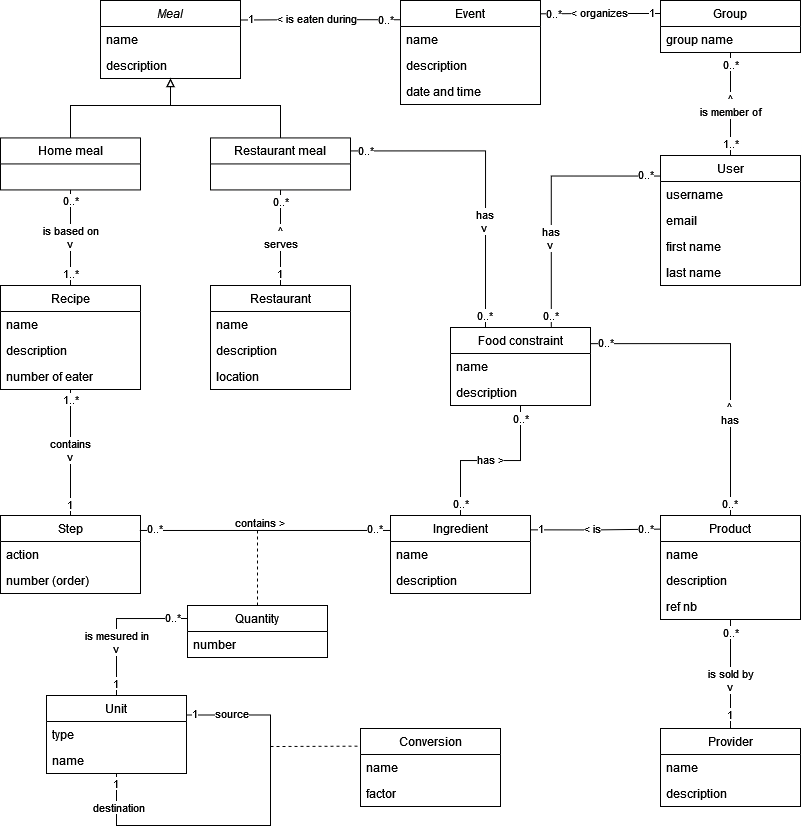 Meal
name
description
1
< is eaten during
0..*
Event
name
description
date and time
0..*
< organizes
1
Group
group name
0..*
^
is member of
1..*
Home meal
Restaurant meal
0..*
has
v
0..*
User
username
email
first name
last name
0..*
has
v
0..*
0..*
is based on
v
1..*
0..*
^
serves
1
Recipe
name
description
number of eater
Restaurant
name
description
location
Food constraint
name
description
0..*
^
has
0..*
1..*
contains
v
1
0..*
has >
0..*
Step
action
number (order)
0..*
contains >
0..*
Ingredient
name
description
1
< is
0..*
Product
name
description
ref nb
Quantity
number
0..*
is mesured in
v
1
0..*
is sold by
v
1
Unit
type
name
1
source
1
destination
Conversion
name
factor
Provider
name
description